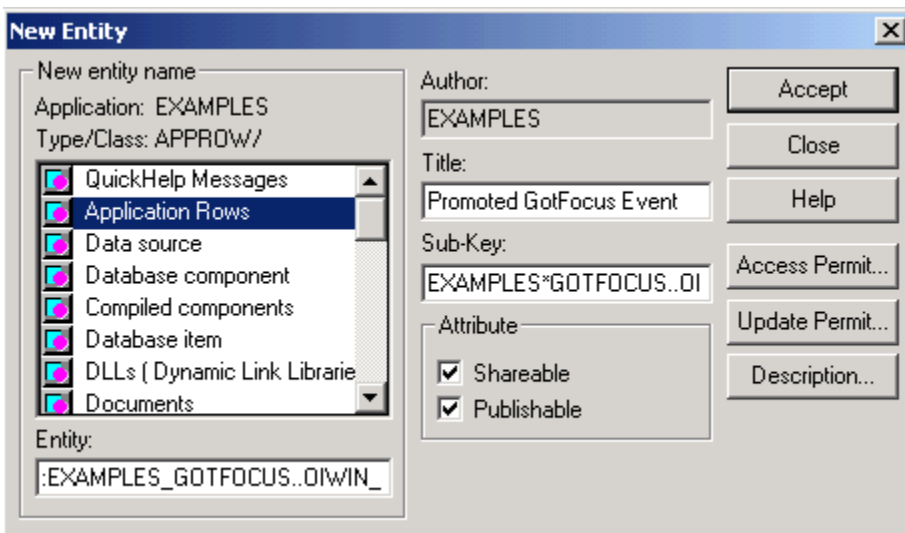 New Entity
New entity name
Application: EXAMPLES
Type/Class: APPROW/
QuickHelp Messages
Application Rows
Data source
Database component
Compiled components
Database item
DLLs ( Dynamic Link Librarie
Documents
Entity:
:EXAMPLES_GOTFOCUS..OIWIN_
Author:
EXAMPLES
Title:
Promoted GotFocus Event
Sub-Key:
EXAMPLES*GOTFOCUS..OI
Attribute
Shareable
Publishable
Accept
Close
Help
Access Permit...
Update Permit...
Description...